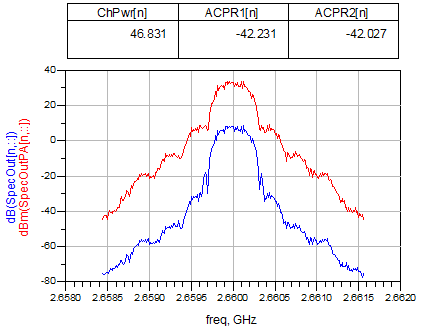 ChPwr[n] ACPR1[n] ACPR2[n]
46.831 -42.231 -42.027
dB(SpecOut[n,::])
dBm(SpecOutPA[n,::])
40
20
0
-20
-40
-60
-80
2.6580 2.6585 2.6590 2.6595 2.6600 2.6605 2.6610 2.6615 2.6620
freq, GHz